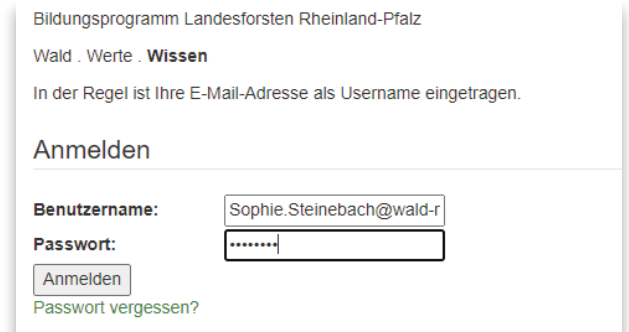 Bildungsprogramm Landesforsten Rheinland-Pfalz
Wald . Werte . Wissen
In der Regel ist Ihre E-Mail-Adresse als Username eingetragen.
Anmelden
Benutzername: Sophie.Steinebach@wald-r
Passwort: ••••••••
Anmelden
Passwort vergessen?